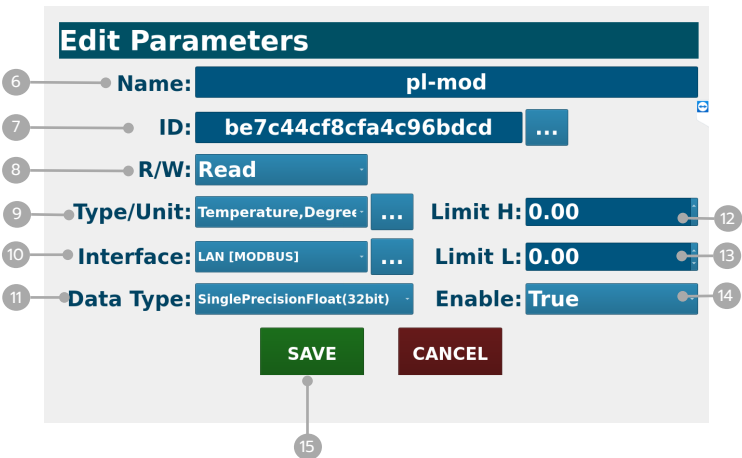 Edit Parameters
6 Name: pl-mod
7 ID: be7c44cf8cfa4c96bdcd ...
8 R/W: Read
9 Type/Unit: Temperature,Degree ... Limit H: 0.00 12
10 Interface: LAN [MODBUS] ... Limit L: 0.00 13
11 Data Type: SinglePrecisionFloat(32bit) Enable: True 14
SAVE CANCEL
15